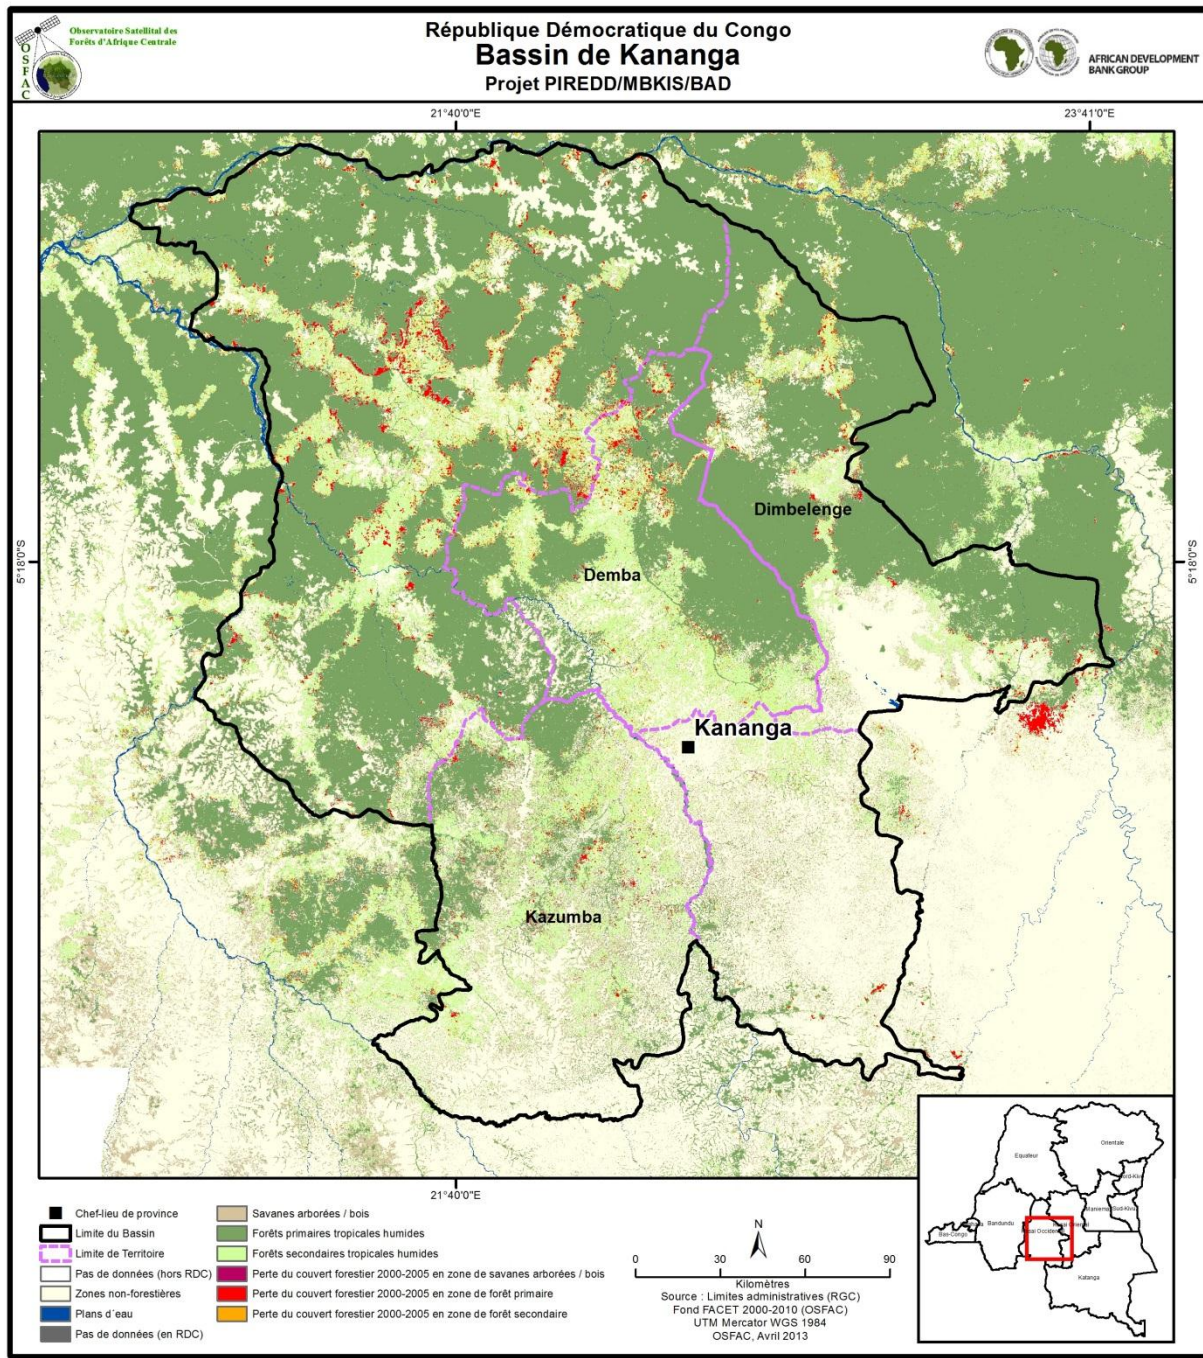 Observatoire Satellital des
Forêts d'Afrique Centrale
OSFAC
République Démocratique du Congo
Bassin de Kananga
Projet PIREDD/MBKIS/BAD
AFRICAN DEVELOPMENT
BANK GROUP
21°40'0"E
23°41'0"E
5°18'0"S
5°18'0"S
Dimbelenge
Demba
Kananga
Kazumba
21°40'0"E
Chef-lieu de province
Limite du Bassin
Limite de Territoire
Pas de données (hors RDC)
Zones non-forestières
Plans d'eau
Pas de données (en RDC)
Savanes arborées / bois
Forêts primaires tropicales humides
Forêts secondaires tropicales humides
Perte du couvert forestier 2000-2005 en zone de savanes arborées / bois
Perte du couvert forestier 2000-2005 en zone de forêt primaire
Perte du couvert forestier 2000-2005 en zone de forêt secondaire
N
0 30 60 90
Kilomètres
Source : Limites administratives (RGC)
Fond FACET 2000-2010 (OSFAC)
UTM Mercator WGS 1984
OSFAC, Avril 2013
Orientale
Equateur
Maniema
Bandundu
Bas-Congo
Katanga